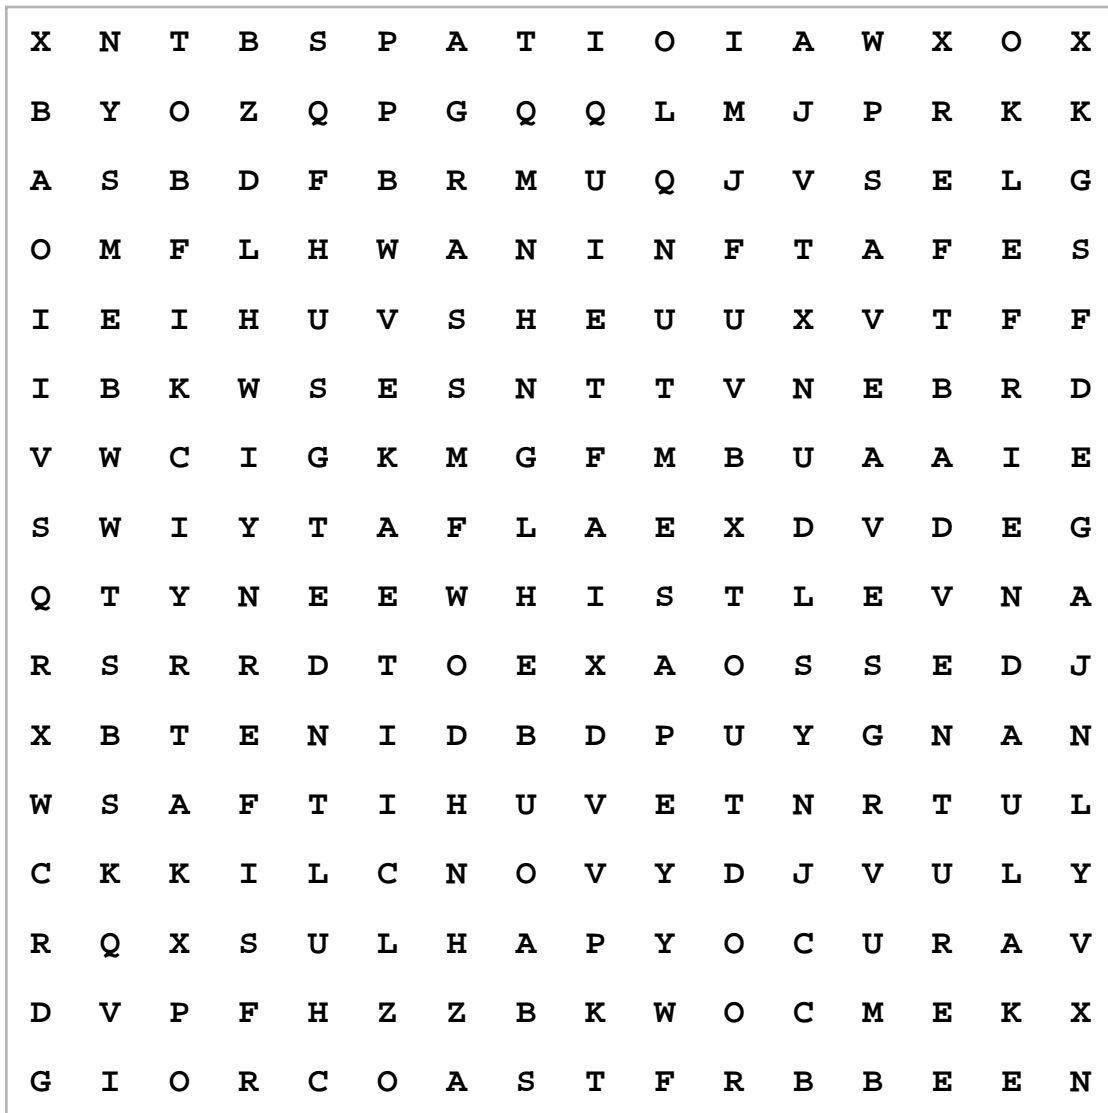 X N T B S P A T I O I A W X O X
B Y O Z Q P G Q Q L M J P R K K
A S B D F B R M U Q J V S E L G
O M F L H W A N I N F T A F E S
I E I H U V S H E U U X V T F F
I B K W S E S N T T V N E B R D
V W C I G K M G F M B U A A I E
S W I Y T A F L A E X D V D E G
Q T Y N E E W H I S T L E V N A
R S R R D T O E X A O S S E D J
X B T E N I D B D P U Y G N A N
W S A F T I H U V E T N R T U L
C K K I L C N O V Y D J V U L Y
R Q X S U L H A P Y O C U R A V
D V P F H Z Z B K W O C M E K X
G I O R C O A S T F R B B E E N